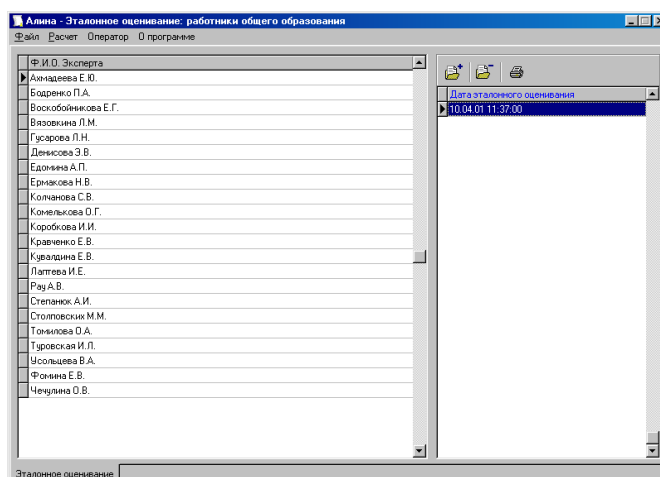 Алина - Эталонное оценивание: работники общего образования
Файл Расчет Оператор О программе
Ф.И.О. Эксперта
Ахмадеева Е.Ю.
Бодренко П.А.
Воскобойникова Е.Г.
Вязовкина Л.М.
Гусарова Л.Н.
Денисова Э.В.
Едомина А.П.
Ермакова Н.В.
Колчанова С.В.
Комелькова О.Г.
Коробкова И.И.
Кравченко Е.В.
Кувалдина Е.В.
Лаптева И.Е.
Рау А.В.
Степанюк А.И.
Столповских М.М.
Томилова О.А.
Туровская И.Л.
Усольцева В.А.
Фомина Е.В.
Чечулина О.В.
Дата эталонного оценивания
10.04.01 11:37:00
Эталонное оценивание